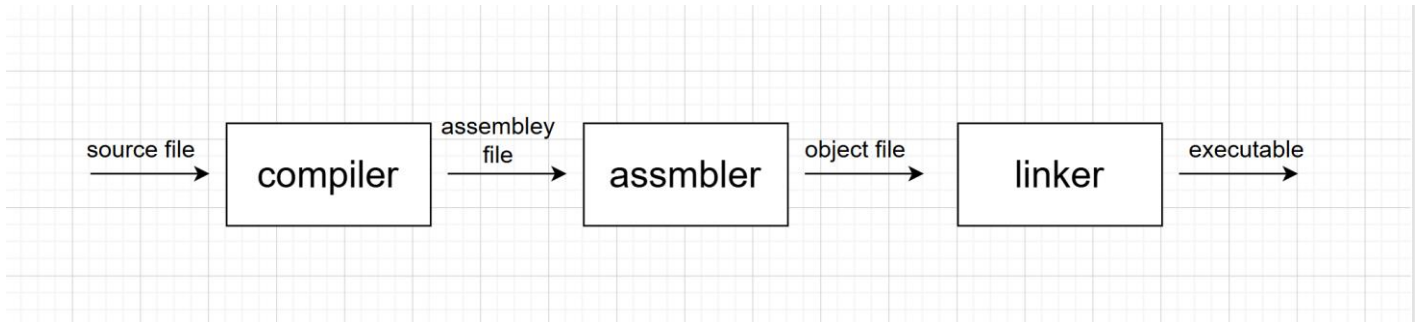 source file
compiler
assembley
file
assmbler
object file
linker
executable